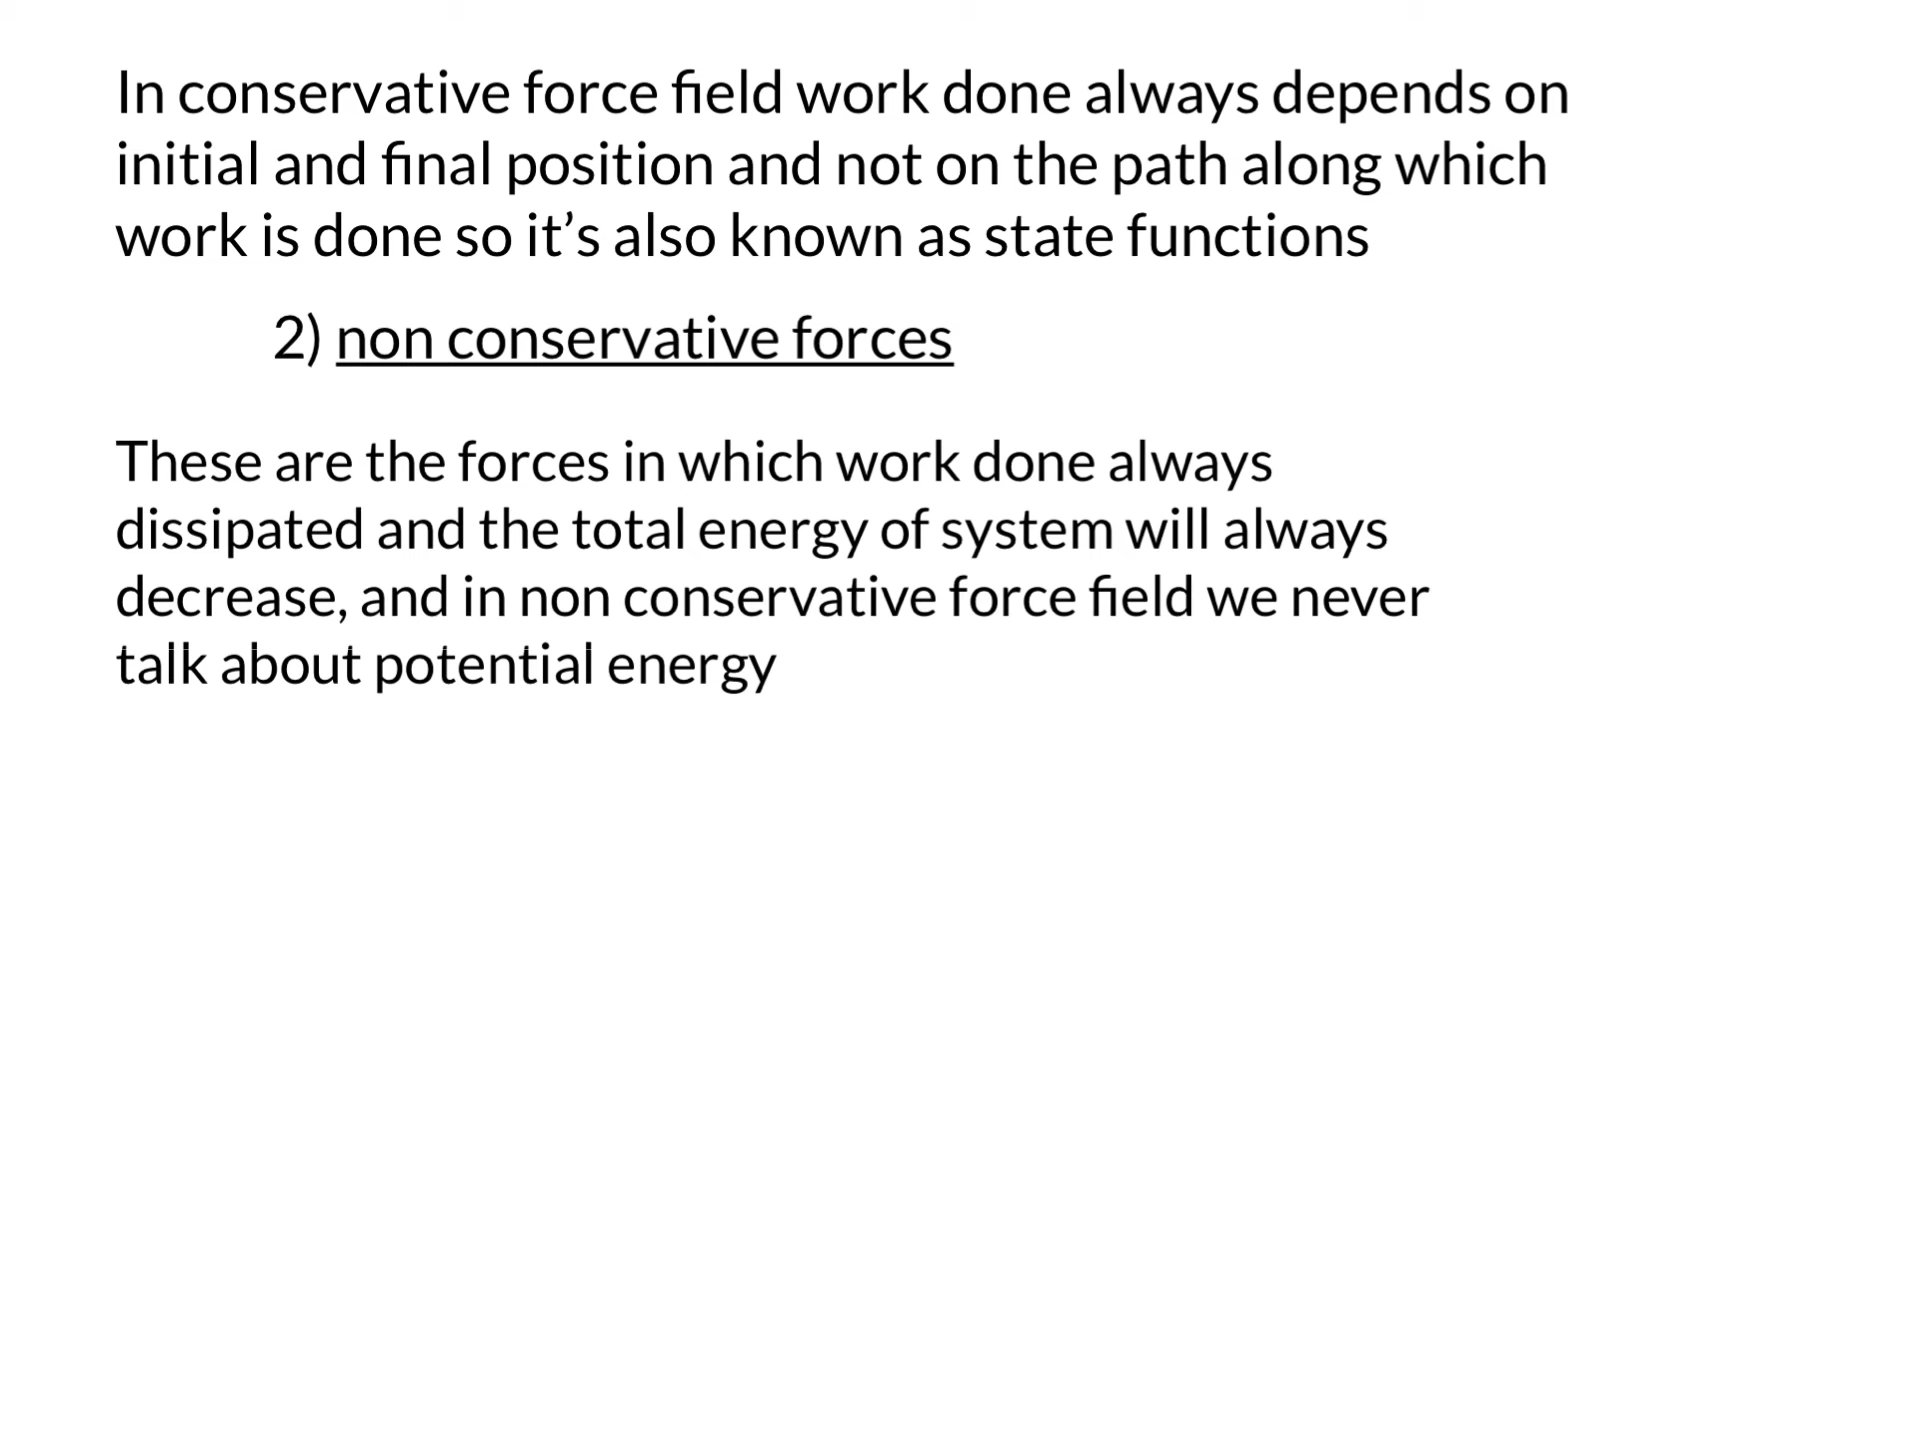 In conservative force field work done always depends on
initial and final position and not on the path along which
work is done so it’s also known as state functions
2) non conservative forces
These are the forces in which work done always
dissipated and the total energy of system will always
decrease, and in non conservative force field we never
talk about potential energy